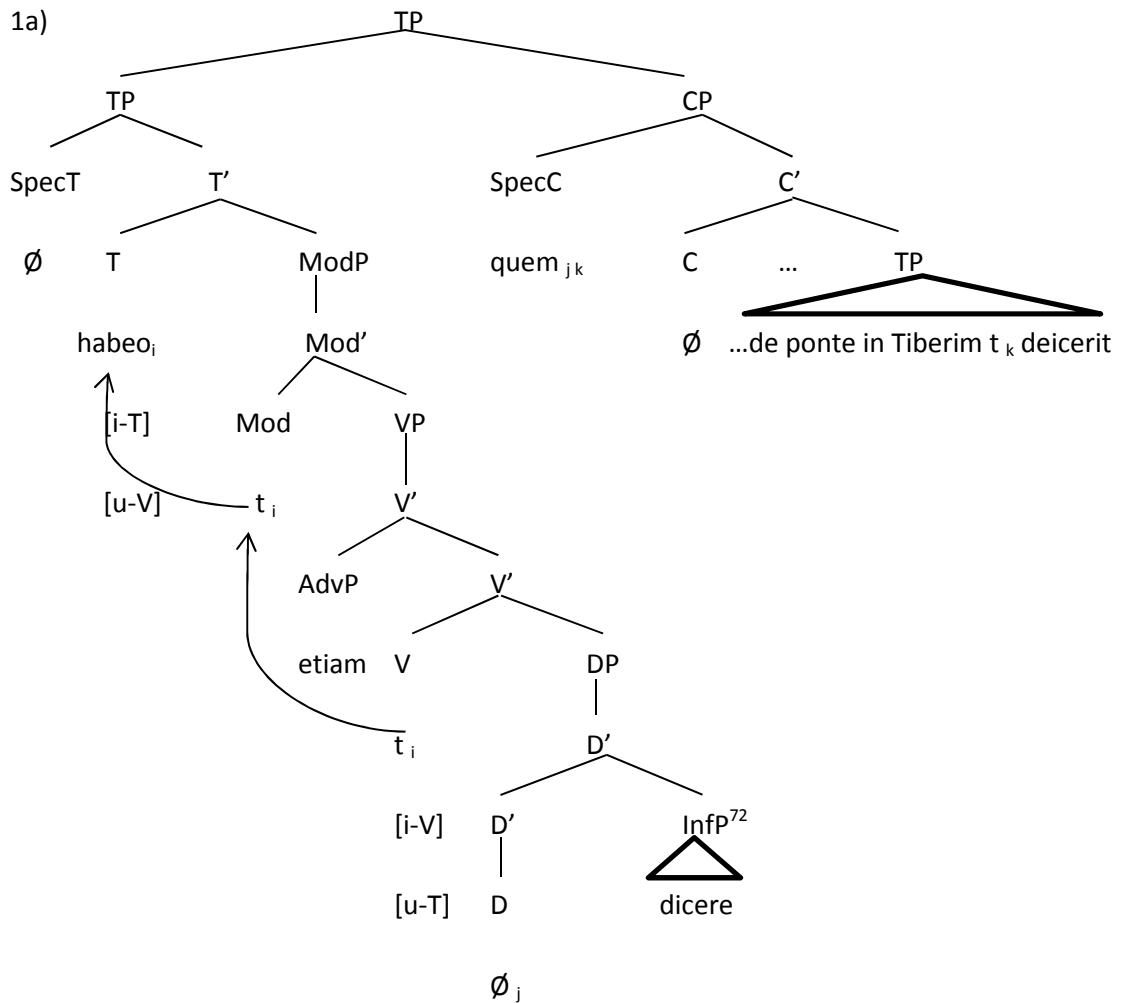 1a) TP
TP CP
SpecT T’ SpecC C’
Ø T ModP quem j k C ... TP
habeoi Mod’ Ø ...de ponte in Tiberim t k deicerit
[i-T] Mod VP
[u-V] t i V’
AdvP V’
etiam V DP
t i D’
[i-V] D’ InfP72
[u-T] D dicere
Ø j